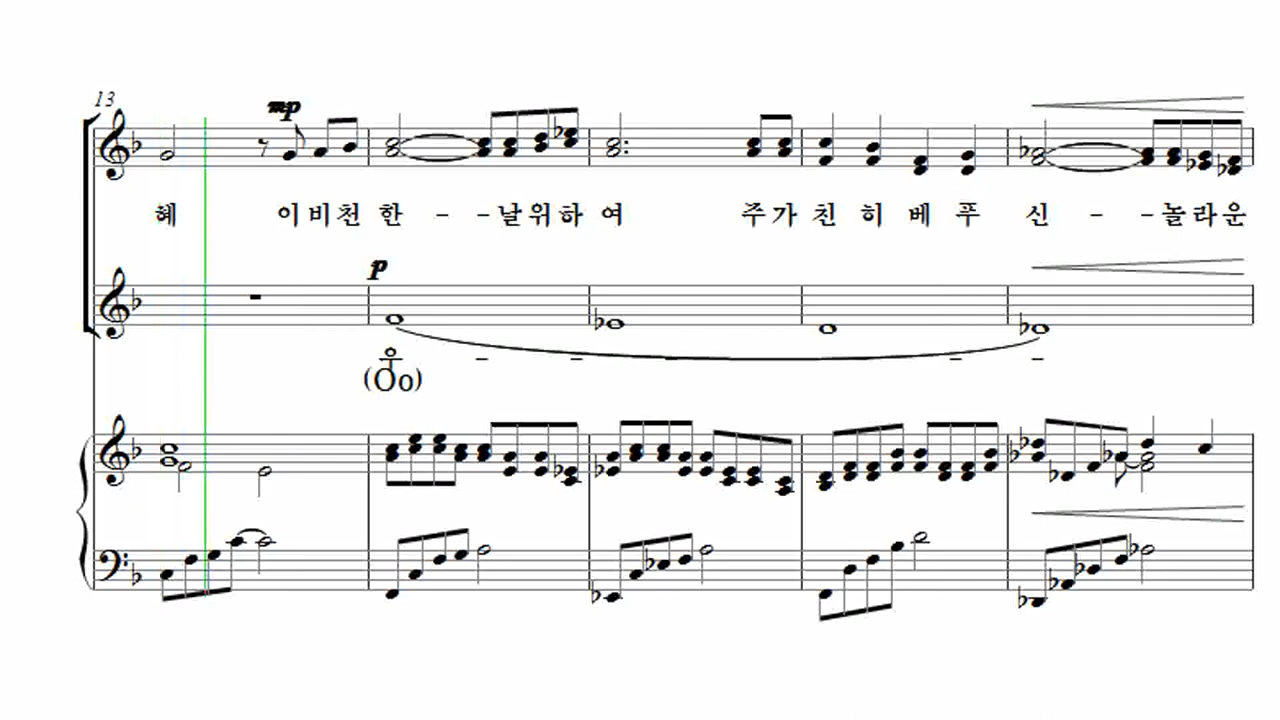 13
mp
혜 이비천 한 - - 날위하 여 주가 친 히 베 푸 신 - - 놀라운
p
우 - - - - - - -
(Oo)